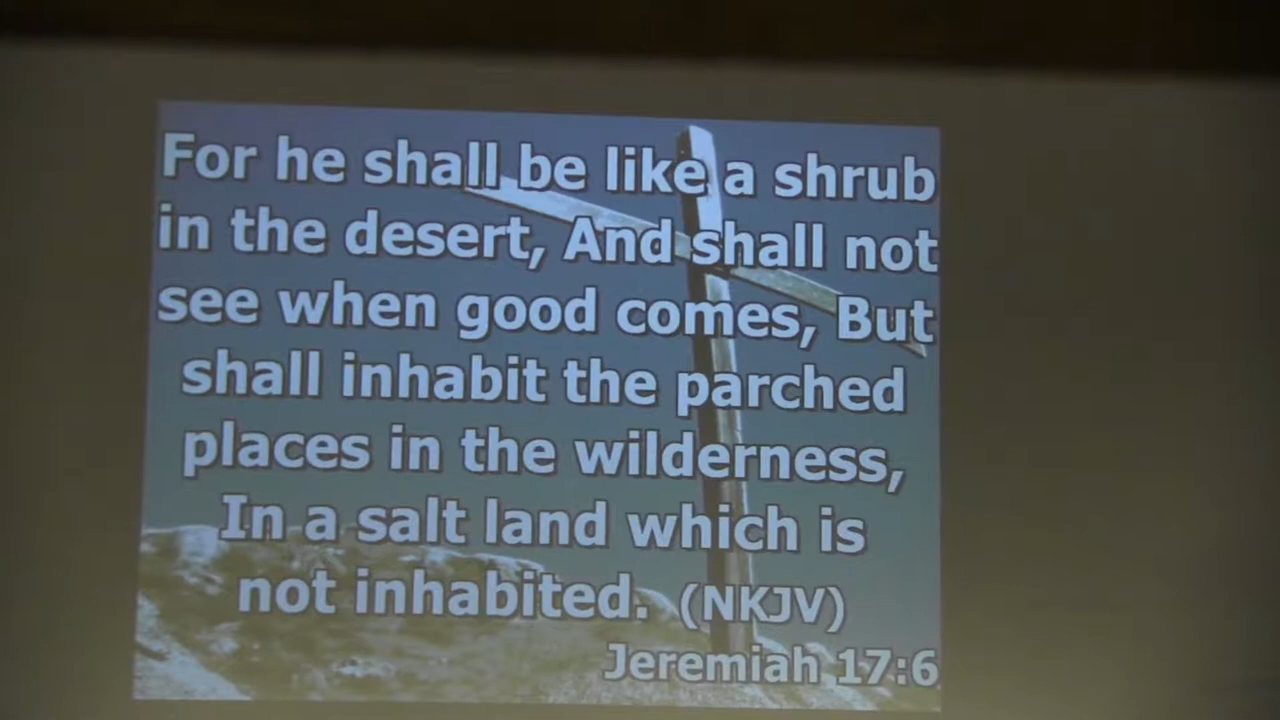 For he shall be like a shrub
in the desert, And shall not
see when good comes, But
shall inhabit the parched
places in the wilderness,
In a salt land which is
not inhabited. (NKJV)
Jeremiah 17:6